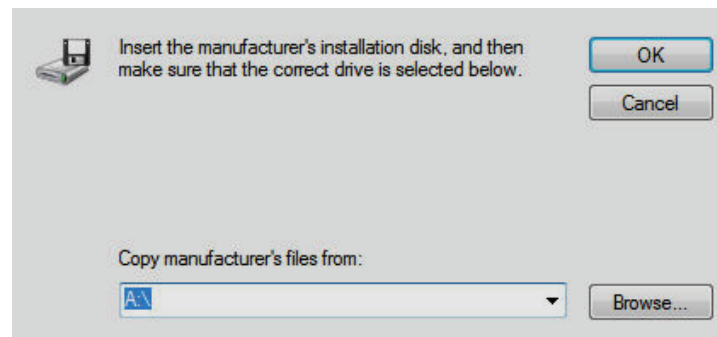 Insert the manufacturer's installation disk, and then
make sure that the correct drive is selected below.
OK
Cancel
Copy manufacturer's files from:
A:\
Browse...